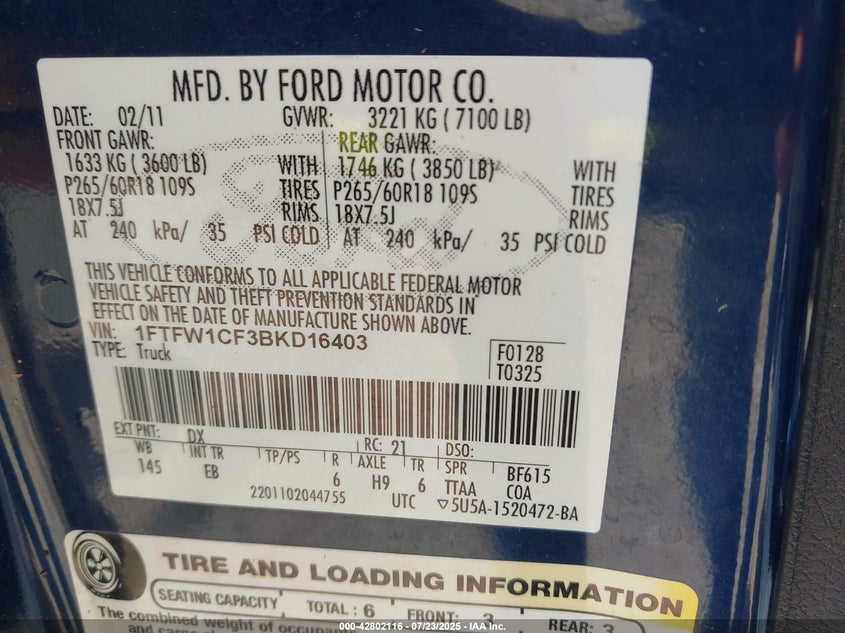 MFD. BY FORD MOTOR CO.
DATE: 02/11 GVWR: 3221 KG ( 7100 LB)
FRONT GAWR: REAR GAWR:
1633 KG ( 3600 LB) WITH 1746 KG ( 3850 LB) WITH
P265/60R18 109S TIRES P265/60R18 109S TIRES
18X7.5J RIMS 18X7.5J RIMS
AT 240 kPa/ 35 PSI COLD AT 240 kPa/ 35 PSI COLD
THIS VEHICLE CONFORMS TO ALL APPLICABLE FEDERAL MOTOR
VEHICLE SAFETY AND THEFT PREVENTION STANDARDS IN
EFFECT ON THE DATE OF MANUFACTURE SHOWN ABOVE.
VIN: 1FTFW1CF3BKD16403
TYPE: Truck
F0128
T0325
EXT PNT: DX RC: 21 DSO:
WB INT TR TP/PS R AXLE TR SPR BF615
145 EB 6 H9 6 TTAA COA
2201102044755 UTC ▽5U5A-1520472-BA
TIRE AND LOADING INFORMATION
SEATING CAPACITY TOTAL : 6 FRONT: 3 REAR: 3
The combined weight of
000-42802116 - 07/23/2025 - IAA Inc.